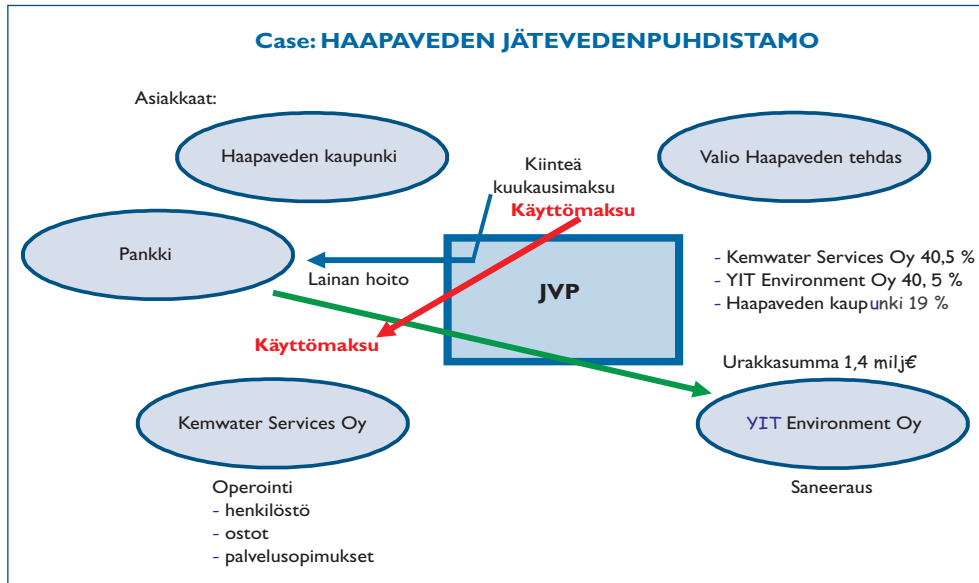 Case: HAAPAVEDEN JÄTEVEDENPUHDISTAMO
Asiakkaat:
Haapaveden kaupunki
Valio Haapaveden tehdas
Kiinteä
kuukausimaksu
Käyttömaksu
Pankki
Lainan hoito
JVP
- Kemwater Services Oy 40,5 %
- YIT Environment Oy 40, 5 %
- Haapaveden kaupunki 19 %
Käyttömaksu
Urakkasumma 1,4 milj€
Kemwater Services Oy
YIT Environment Oy
Operointi
- henkilöstö
- ostot
- palvelusopimukset
Saneeraus